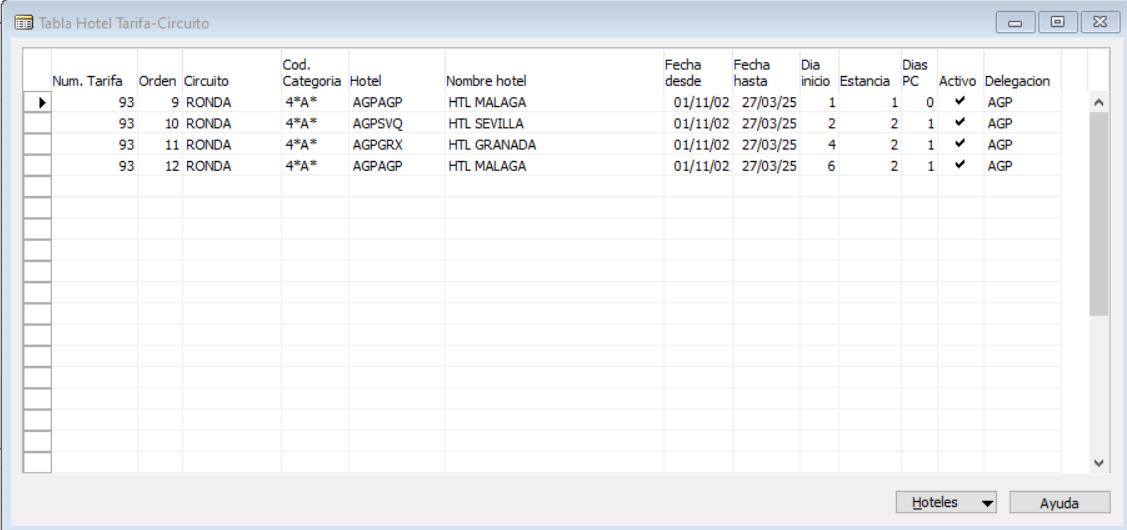 Tabla Hotel Tarifa-Circuito
Num. Tarifa Orden Circuito Cod. Categoria Hotel Nombre hotel Fecha desde Fecha hasta Dia inicio Estancia Dias PC Activo Delegacion
93 9 RONDA 4*A* AGPAGP HTL MALAGA 01/11/02 27/03/25 1 1 0 ✔ AGP
93 10 RONDA 4*A* AGPSVQ HTL SEVILLA 01/11/02 27/03/25 2 2 1 ✔ AGP
93 11 RONDA 4*A* AGPGRX HTL GRANADA 01/11/02 27/03/25 4 2 1 ✔ AGP
93 12 RONDA 4*A* AGPAGP HTL MALAGA 01/11/02 27/03/25 6 2 1 ✔ AGP
Hoteles Ayuda